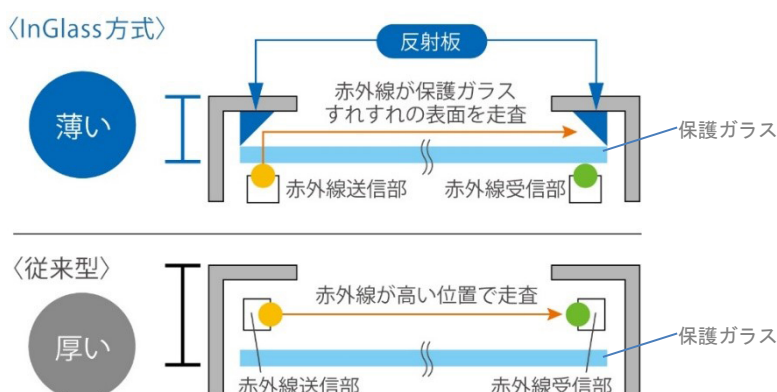 〈InGlass方式〉
反射板
薄い
赤外線が保護ガラス
すれすれの表面を走査
保護ガラス
赤外線送信部
赤外線受信部
〈従来型〉
厚い
赤外線が高い位置で走査
保護ガラス
赤外線送信部
赤外線受信部